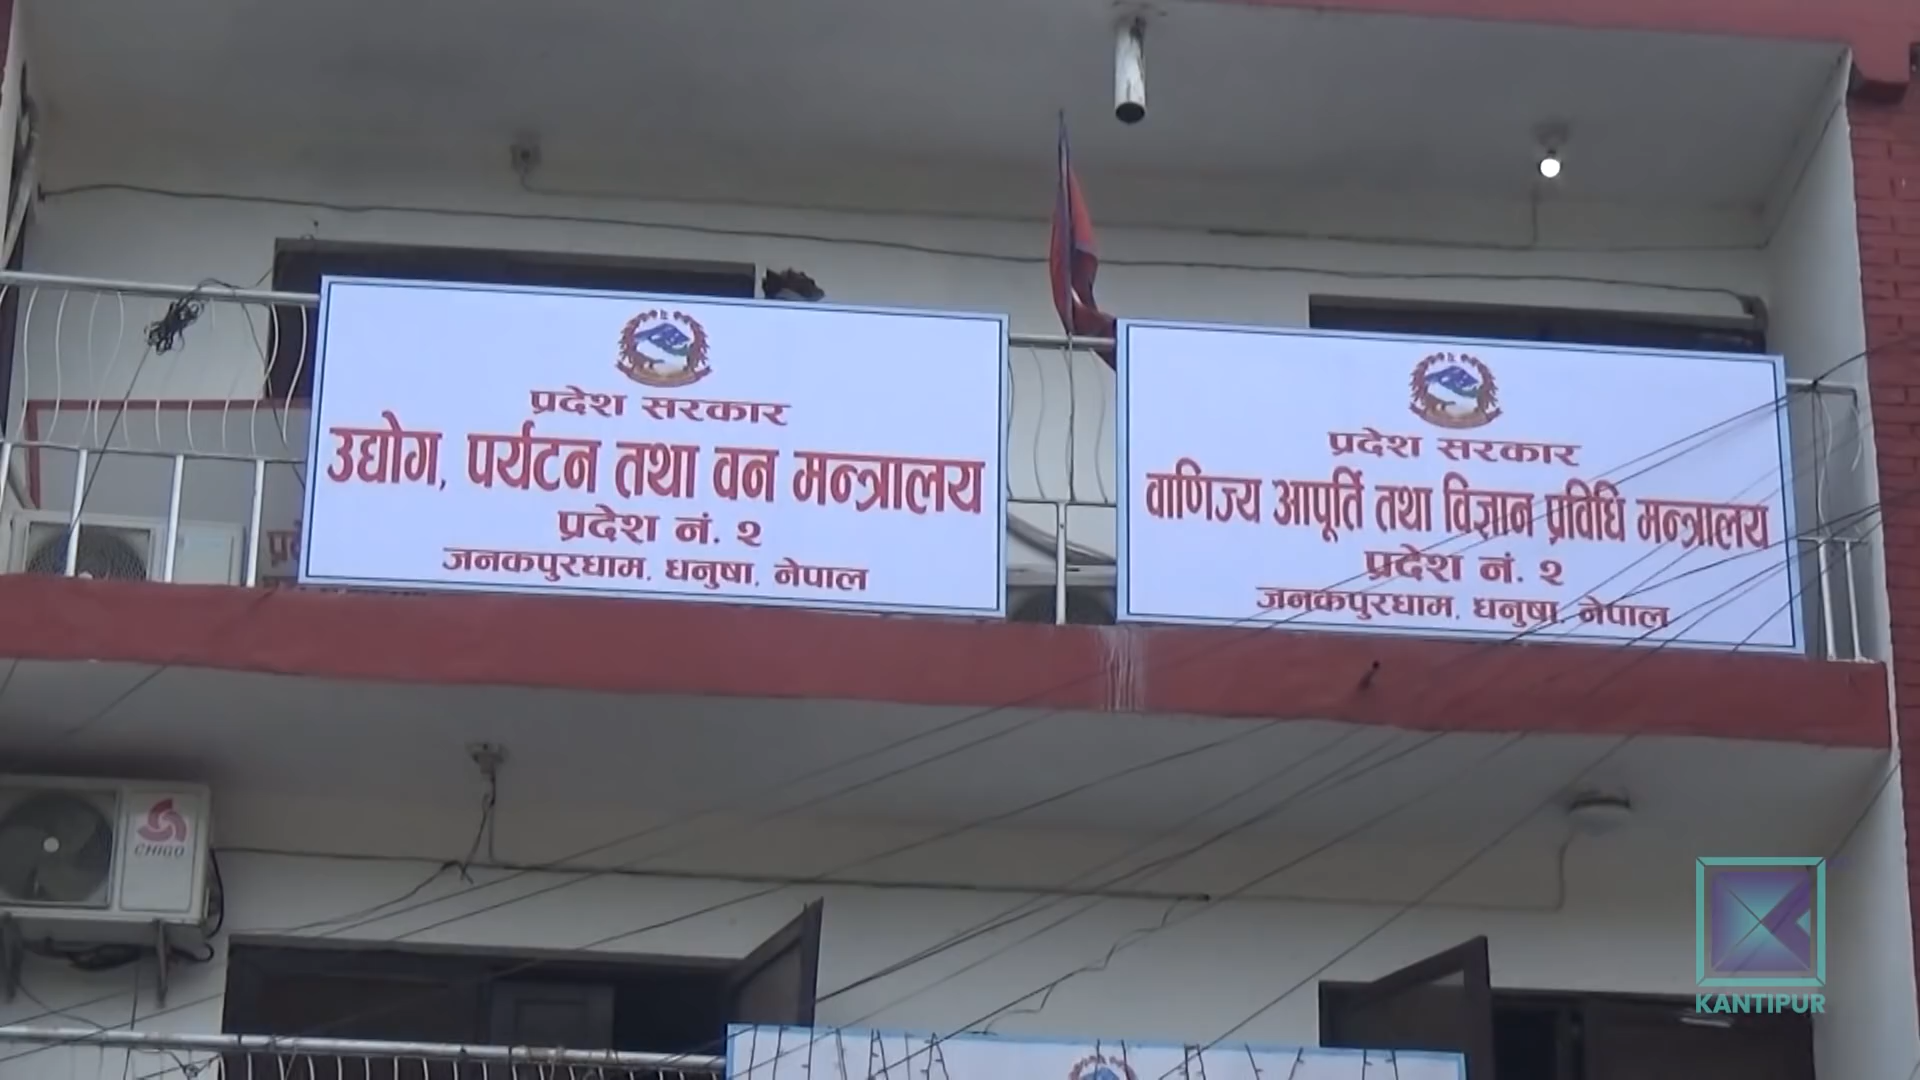 प्रदेश सरकार
उद्योग, पर्यटन तथा वन मन्त्रालय
प्रदेश नं. २
जनकपुरधाम, धनुषा, नेपाल
प्रदेश सरकार
वाणिज्य आपूर्ति तथा विज्ञान प्रविधि मन्त्रालय
प्रदेश नं. २
जनकपुरधाम, धनुषा, नेपाल
CHIGO
KANTIPUR